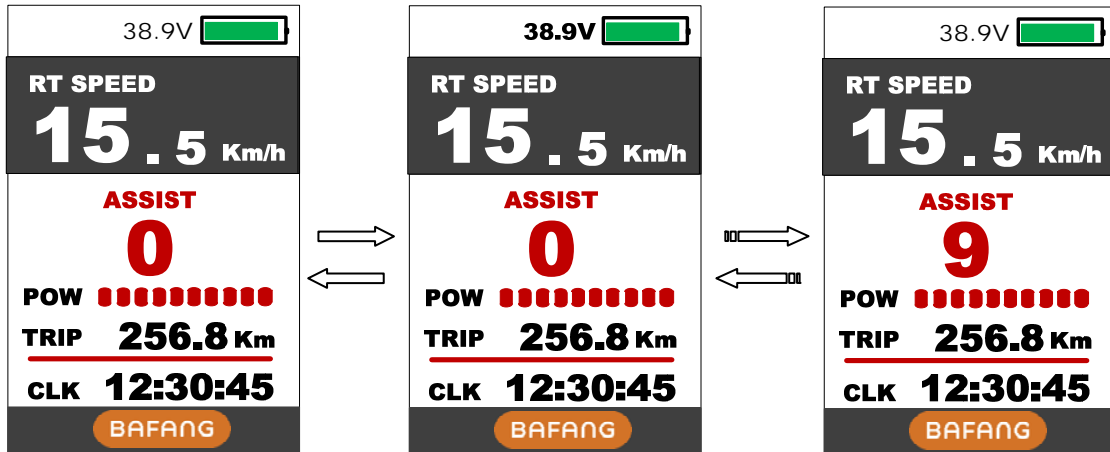 38.9V
RT SPEED
15.5 Km/h
ASSIST
0
POW
TRIP 256.8 Km
CLK 12:30:45
BAFANG
38.9V
RT SPEED
15.5 Km/h
ASSIST
0
POW
TRIP 256.8 Km
CLK 12:30:45
BAFANG
38.9V
RT SPEED
15.5 Km/h
ASSIST
9
POW
TRIP 256.8 Km
CLK 12:30:45
BAFANG